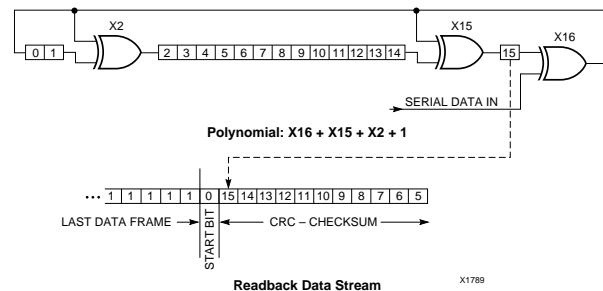 X2
X15
X16
0 1
2 3 4 5 6 7 8 9 10 11 12 13 14
15
SERIAL DATA IN
Polynomial: X16 + X15 + X2 + 1
••• 1 1 1 1 1 0 15 14 13 12 11 10 9 8 7 6 5
LAST DATA FRAME
START BIT
CRC – CHECKSUM
Readback Data Stream
X1789